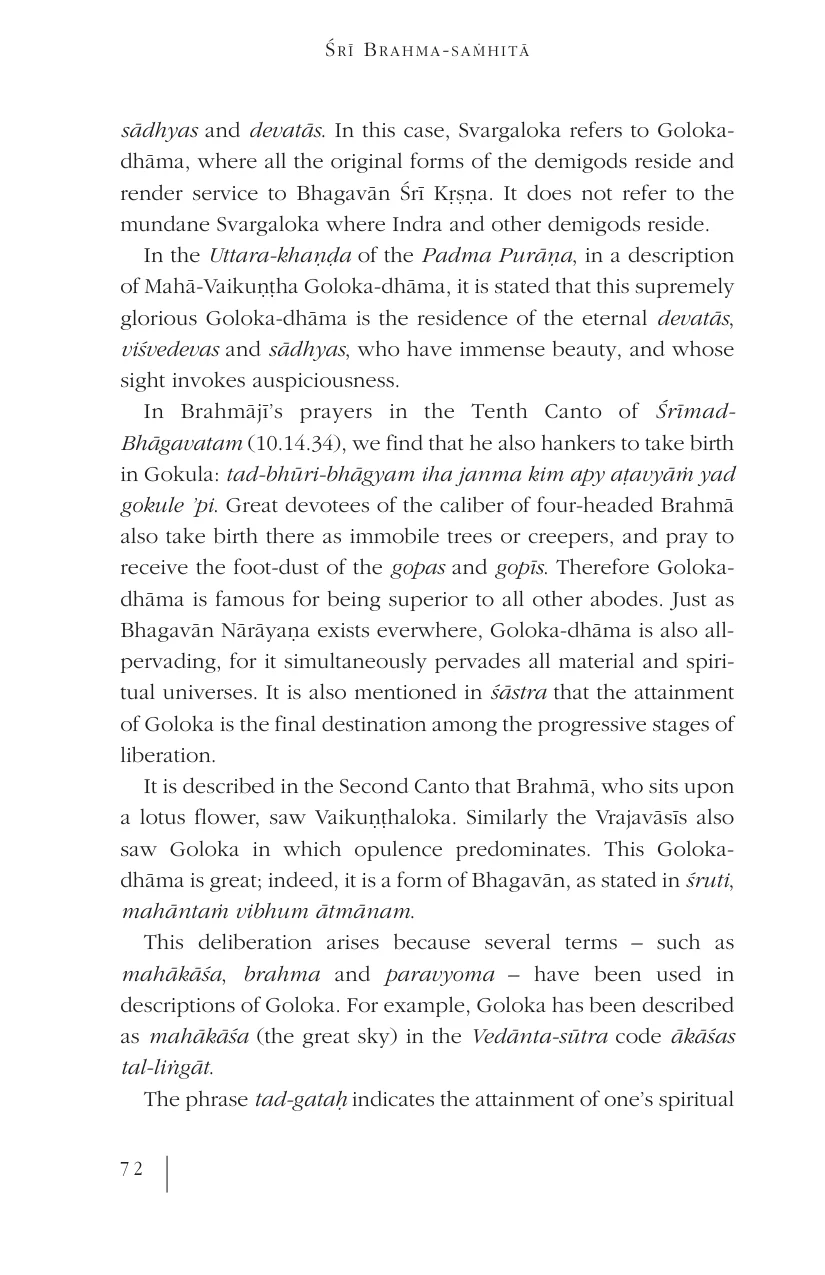 ŚRĪ BRAHMA-SAṀHITĀ
sādhyas and devatās. In this case, Svargaloka refers to Goloka-
dhāma, where all the original forms of the demigods reside and
render service to Bhagavān Śrī Kṛṣṇa. It does not refer to the
mundane Svargaloka where Indra and other demigods reside.
In the Uttara-khaṇḍa of the Padma Purāṇa, in a description
of Mahā-Vaikuṇṭha Goloka-dhāma, it is stated that this supremely
glorious Goloka-dhāma is the residence of the eternal devatās,
viśvedevas and sādhyas, who have immense beauty, and whose
sight invokes auspiciousness.
In Brahmājī’s prayers in the Tenth Canto of Śrīmad-
Bhāgavatam (10.14.34), we find that he also hankers to take birth
in Gokula: tad-bhūri-bhāgyam iha janma kim apy aṭavyāṁ yad
gokule ’pi. Great devotees of the caliber of four-headed Brahmā
also take birth there as immobile trees or creepers, and pray to
receive the foot-dust of the gopas and gopīs. Therefore Goloka-
dhāma is famous for being superior to all other abodes. Just as
Bhagavān Nārāyaṇa exists everwhere, Goloka-dhāma is also all-
pervading, for it simultaneously pervades all material and spiri-
tual universes. It is also mentioned in śāstra that the attainment
of Goloka is the final destination among the progressive stages of
liberation.
It is described in the Second Canto that Brahmā, who sits upon
a lotus flower, saw Vaikuṇṭhaloka. Similarly the Vrajavāsīs also
saw Goloka in which opulence predominates. This Goloka-
dhāma is great; indeed, it is a form of Bhagavān, as stated in śruti,
mahāntaṁ vibhum ātmānam.
This deliberation arises because several terms – such as
mahākāśa, brahma and paravyoma – have been used in
descriptions of Goloka. For example, Goloka has been described
as mahākāśa (the great sky) in the Vedānta-sūtra code ākāśas
tal-liṅgāt.
The phrase tad-gataḥ indicates the attainment of one’s spiritual
72